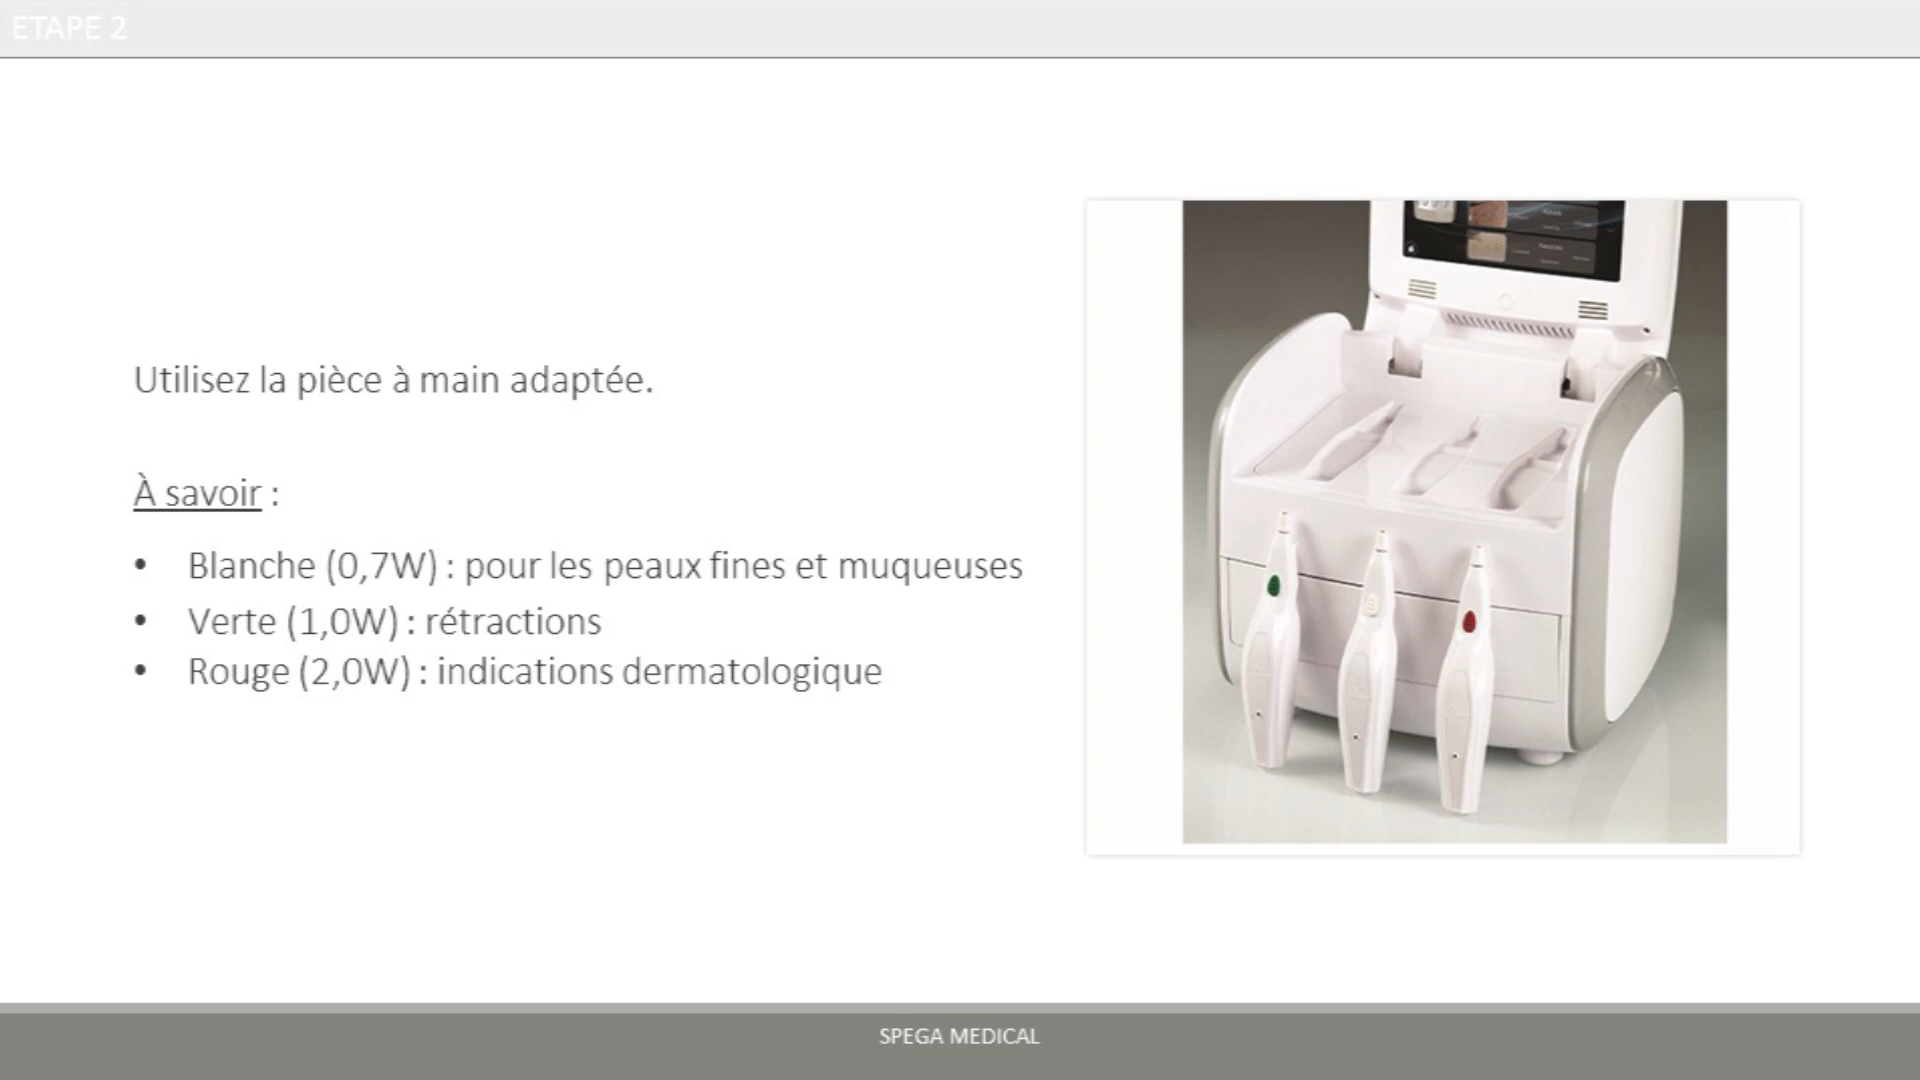 ETAPE 2
Utilisez la pièce à main adaptée.
À savoir :
• Blanche (0,7W) : pour les peaux fines et muqueuses
• Verte (1,0W) : rétractions
• Rouge (2,0W) : indications dermatologique
SPEGA MEDICAL